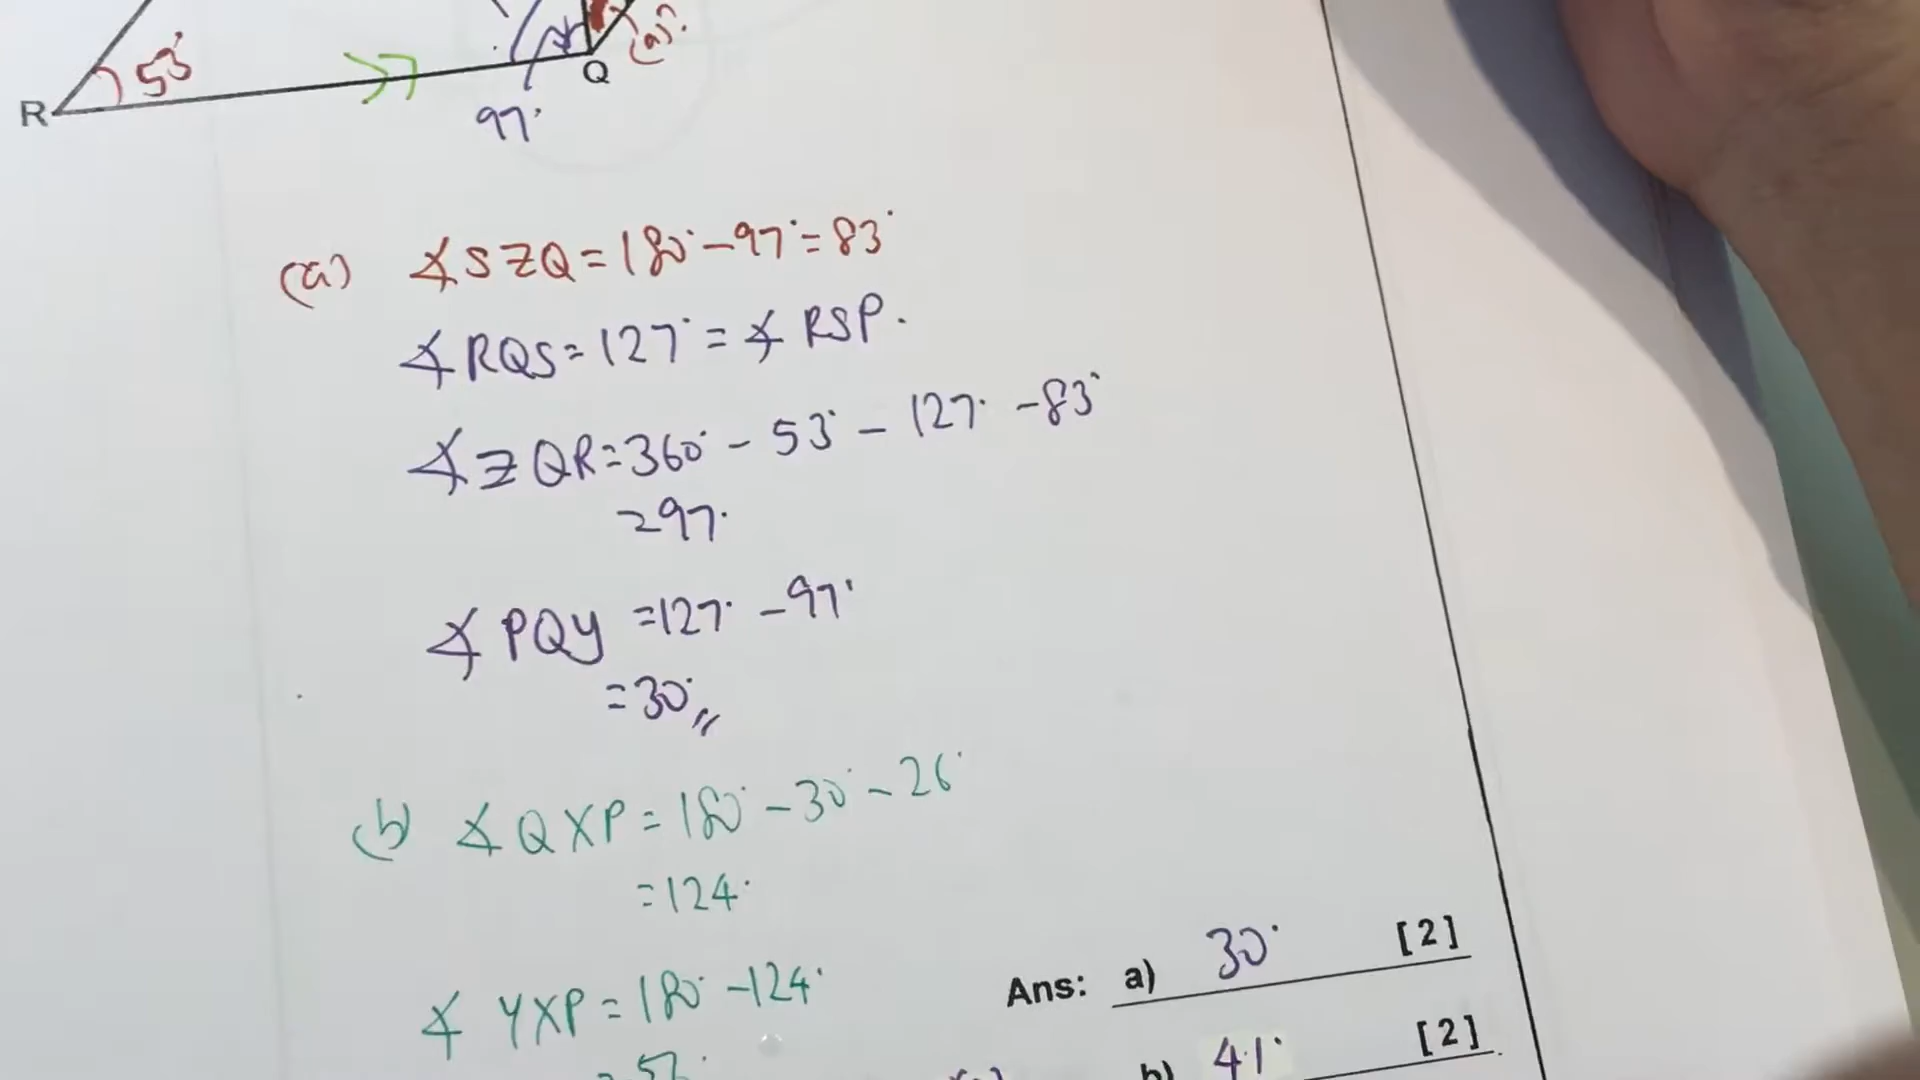 53°
R
Q
(a)°
97°
(a) ∡SZQ = 180° - 97° = 83°
∡RQS = 127° = ∡RSP.
∡ZQR = 360° - 53° - 127° - 83°
= 97°
∡PQY = 127° - 97°
= 30°
(b) ∡QXP = 180° - 30° - 26°
= 124°
∡YXP = 180° - 124°
Ans: a) 30° [2]
b) 41° [2]